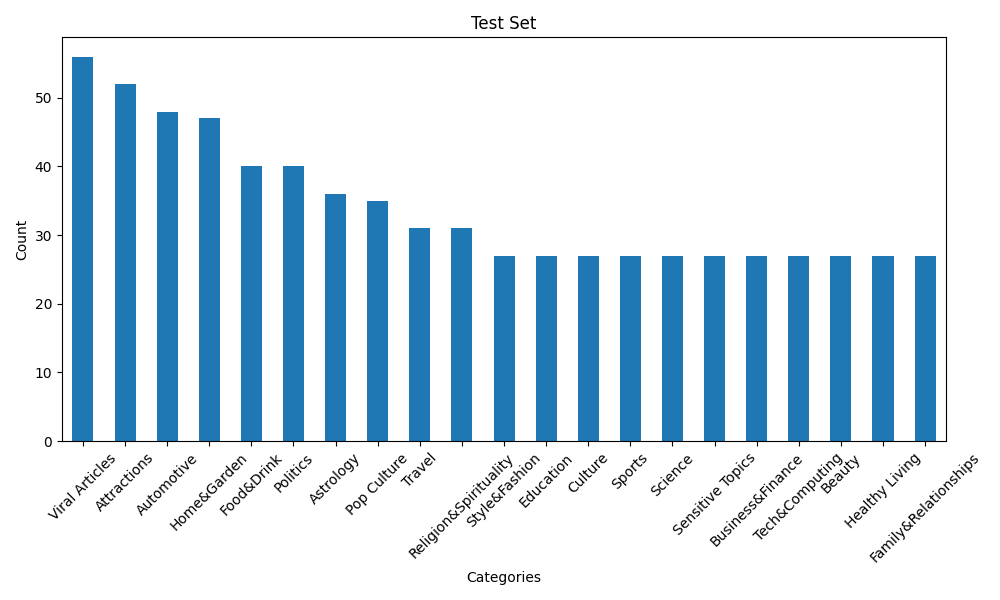 Test Set
Count
50
40
30
20
10
0
Viral Articles
Attractions
Automotive
Home&Garden
Food&Drink
Politics
Astrology
Pop Culture
Travel
Religion&Spirituality
Style&Fashion
Education
Culture
Sports
Science
Sensitive Topics
Business&Finance
Tech&Computing
Beauty
Healthy Living
Family&Relationships
Categories